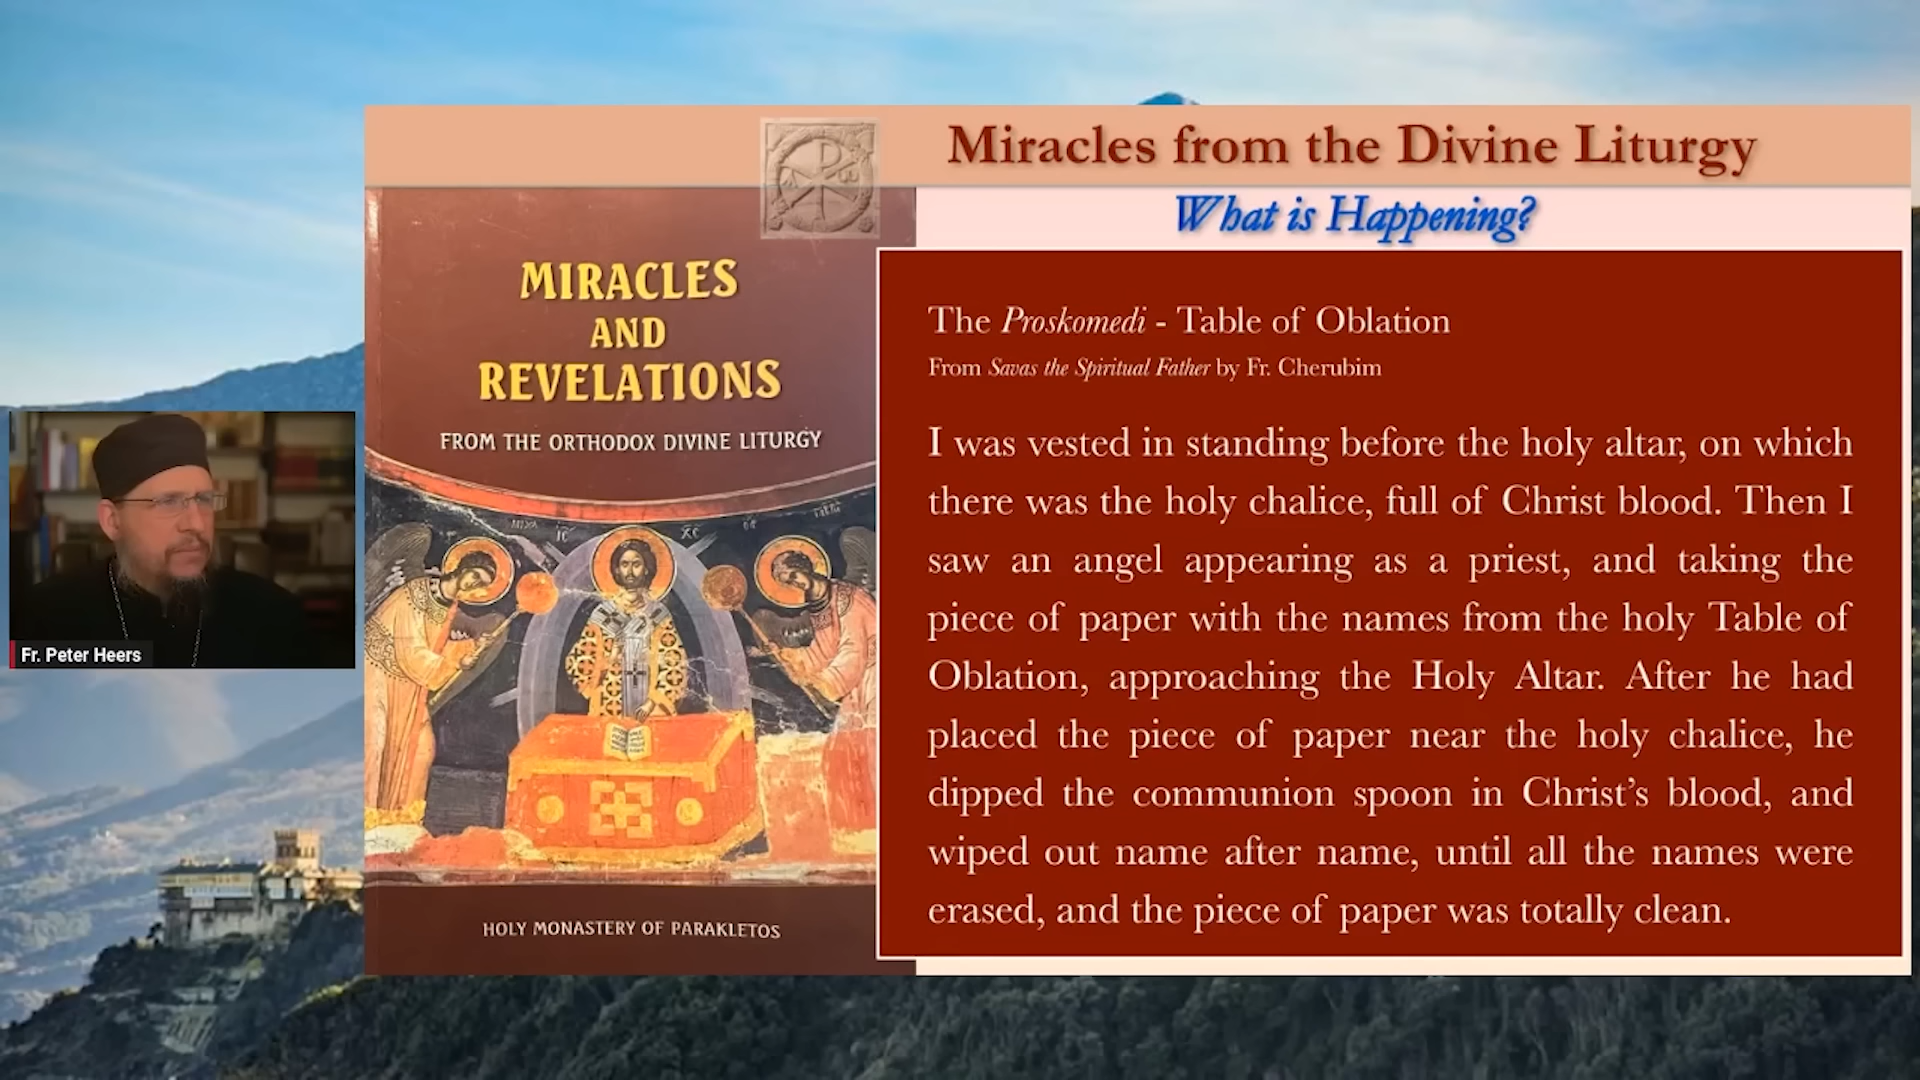 Miracles from the Divine Liturgy
What is Happening?
MIRACLES
AND
REVELATIONS
FROM THE ORTHODOX DIVINE LITURGY
IC
XC
HOLY MONASTERY OF PARAKLETOS
The Proskomedi - Table of Oblation
From Savas the Spiritual Father by Fr. Cherubim
I was vested in standing before the holy altar, on which
there was the holy chalice, full of Christ blood. Then I
saw an angel appearing as a priest, and taking the
piece of paper with the names from the holy Table of
Oblation, approaching the Holy Altar. After he had
placed the piece of paper near the holy chalice, he
dipped the communion spoon in Christ’s blood, and
wiped out name after name, until all the names were
erased, and the piece of paper was totally clean.
Fr. Peter Heers